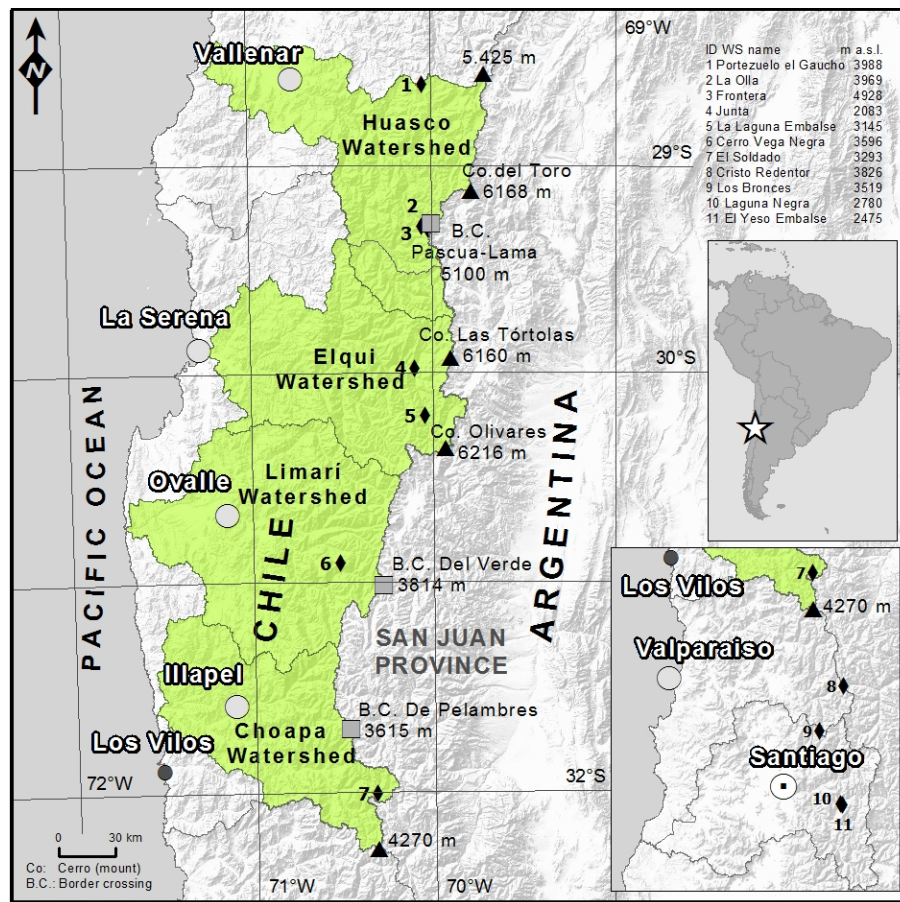 69°W
Vallenar
5.425 m
ID WS name m a.s.l.
1 Portezuelo el Gaucho 3988
2 La Olla 3969
3 Frontera 4928
4 Junta 2083
5 La Laguna Embalse 3145
6 Cerro Vega Negra 3596
7 El Soldado 3293
8 Cristo Redentor 3826
9 Los Bronces 3519
10 Laguna Negra 2780
11 El Yeso Embalse 2475
N
1
Huasco
Watershed
29°S
Co.del Toro
6168 m
2
3
B.C.
Pascua-Lama
5100 m
La Serena
Co. Las Tórtolas
6160 m
30°S
Elqui
Watershed
4
5
Co. Olivares
6216 m
PACIFIC OCEAN
CHILE
ARGENTINA
Limarí
Watershed
Ovalle
6
B.C. Del Verde
3814 m
SAN JUAN
PROVINCE
Illapel
B.C. De Pelambres
3615 m
Choapa
Watershed
Los Vilos
72°W
32°S
7
4270 m
0 30 km
Co: Cerro (mount)
B.C.: Border crossing
71°W
70°W
7
Los Vilos
4270 m
Valparaiso
8
9
Santiago
10
11